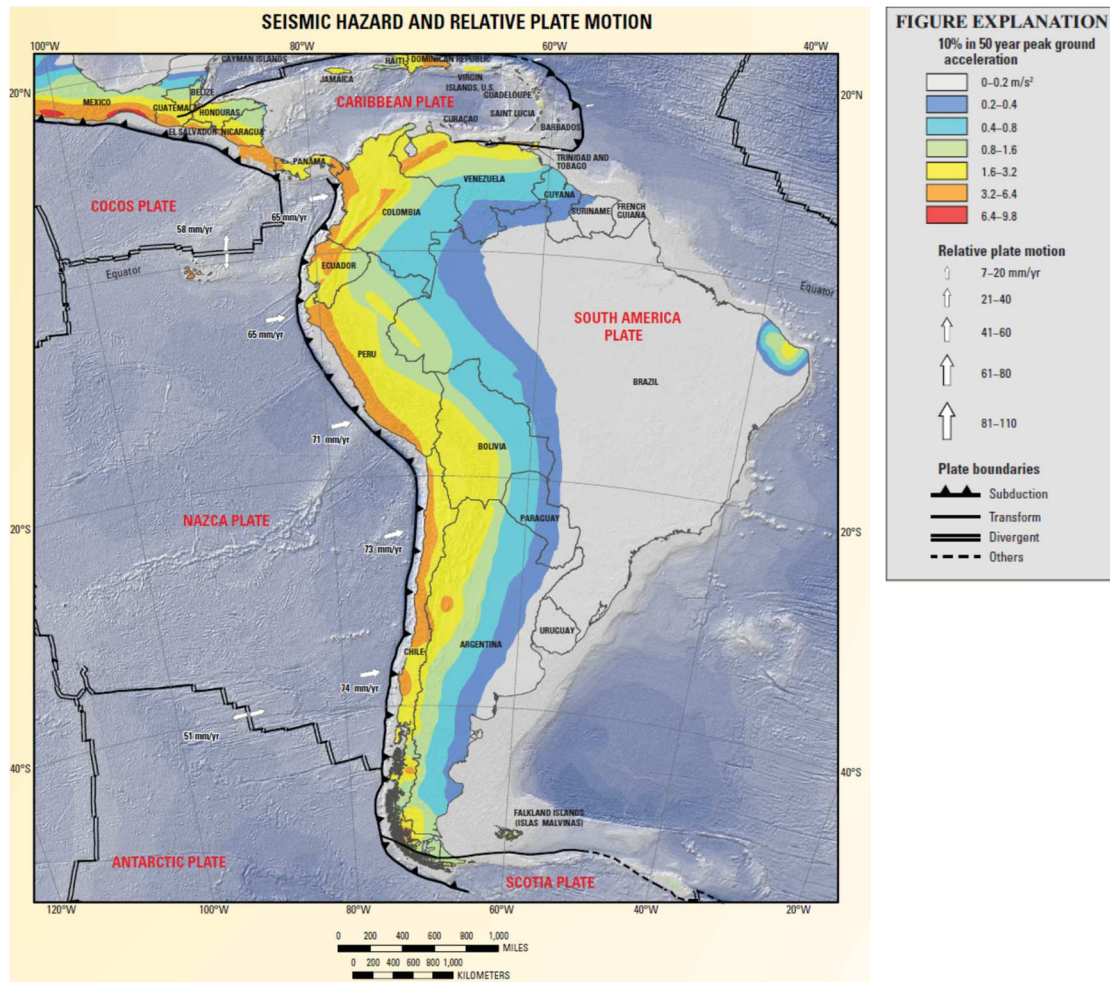 SEISMIC HAZARD AND RELATIVE PLATE MOTION
100°W
80°W
60°W
40°W
CAYMAN ISLANDS
HAITI
DOMINICAN REPUBLIC
JAMAICA
VIRGIN
ISLANDS, U.S.
GUADELOUPE
20°N
20°N
BELIZE
MEXICO
CARIBBEAN PLATE
GUATEMALA
HONDURAS
SAINT LUCIA
CURAÇAO
EL SALVADOR
NICARAGUA
BARBADOS
PANAMA
TRINIDAD AND
TOBAGO
VENEZUELA
GUYANA
COCOS PLATE
65 mm/yr
COLOMBIA
SURINAME
FRENCH
GUIANA
58 mm/yr
ECUADOR
Equator
Equator
SOUTH AMERICA
PLATE
65 mm/yr
PERU
BRAZIL
71 mm/yr
BOLIVIA
NAZCA PLATE
PARAGUAY
20°S
20°S
73 mm/yr
URUGUAY
CHILE
ARGENTINA
74 mm/yr
51 mm/yr
40°S
40°S
FALKLAND ISLANDS
(ISLAS MALVINAS)
ANTARCTIC PLATE
SCOTIA PLATE
120°W
100°W
80°W
60°W
40°W
20°W
0 200 400 600 800 1,000
MILES
0 200 400 600 800 1,000
KILOMETERS
FIGURE EXPLANATION
10% in 50 year peak ground
acceleration
0–0.2 m/s²
0.2–0.4
0.4–0.8
0.8–1.6
1.6–3.2
3.2–6.4
6.4–9.8
Relative plate motion
7–20 mm/yr
21–40
41–60
61–80
81–110
Plate boundaries
Subduction
Transform
Divergent
Others